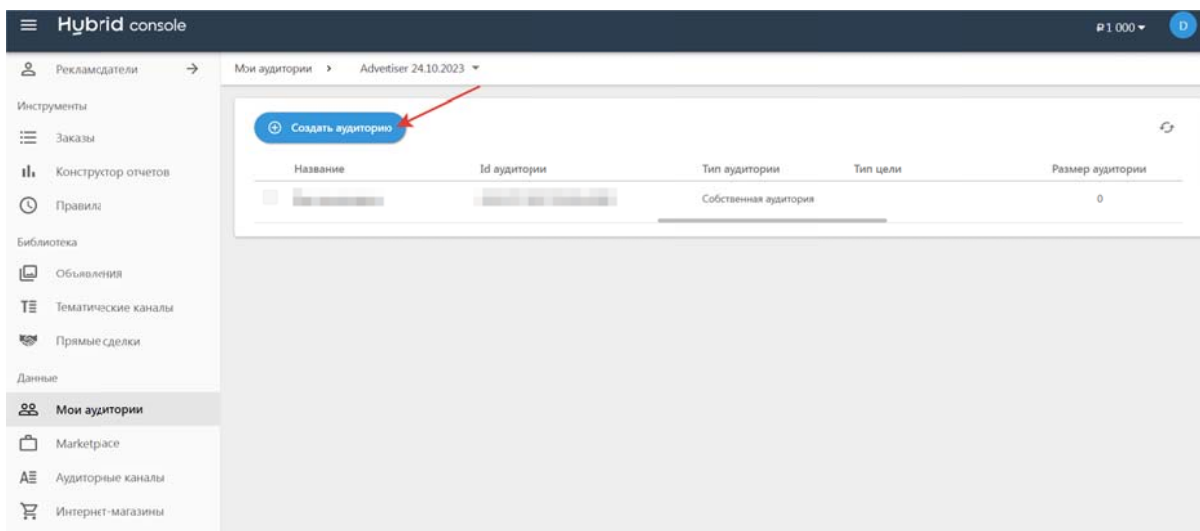 Hybrid console
₽1 000
D
Рекламодатели
Мои аудитории > Advertiser 24.10.2023
Инструменты
Создать аудиторию
Заказы
Название Id аудитории Тип аудитории Тип цели Размер аудитории
Конструктор отчетов
Собственная аудитория 0
Правила
Библиотека
Объявления
Тематические каналы
Прямые сделки
Данные
Мои аудитории
Marketplace
Аудиторные каналы
Интернет-магазины